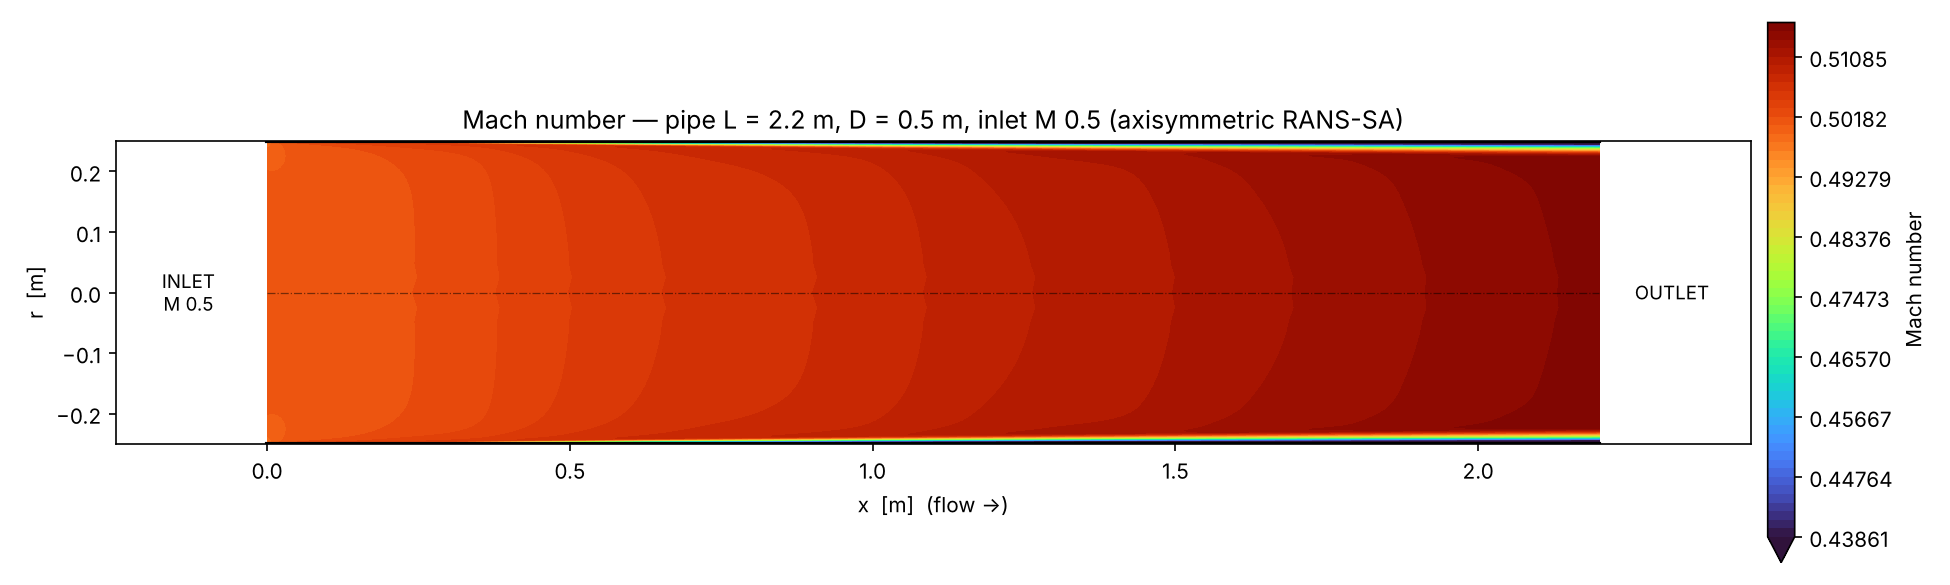 Mach number — pipe L = 2.2 m, D = 0.5 m, inlet M 0.5 (axisymmetric RANS-SA)
r [m]
0.2
0.1
0.0
−0.1
−0.2
INLET
M 0.5
OUTLET
0.0 0.5 1.0 1.5 2.0
x [m] (flow →)
0.51085
0.50182
0.49279
0.48376
0.47473
0.46570
0.45667
0.44764
0.43861
Mach number